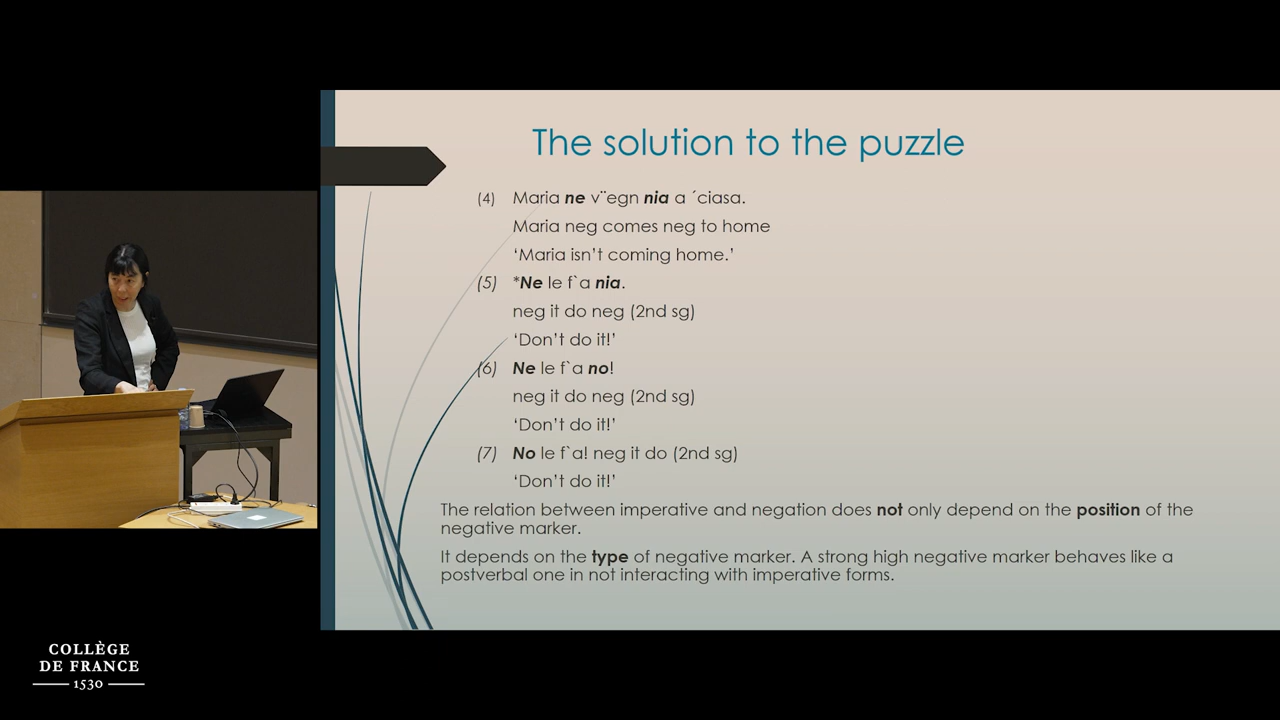 The solution to the puzzle
(4) Maria ne v¨egn nia a ´ciasa.
Maria neg comes neg to home
‘Maria isn’t coming home.’
(5) *Ne le f`a nia.
neg it do neg (2nd sg)
‘Don’t do it!’
(6) Ne le f`a no!
neg it do neg (2nd sg)
‘Don’t do it!’
(7) No le f`a! neg it do (2nd sg)
‘Don’t do it!’
The relation between imperative and negation does not only depend on the position of the
negative marker.
It depends on the type of negative marker. A strong high negative marker behaves like a
postverbal one in not interacting with imperative forms.
COLLÈGE
DE FRANCE
1530